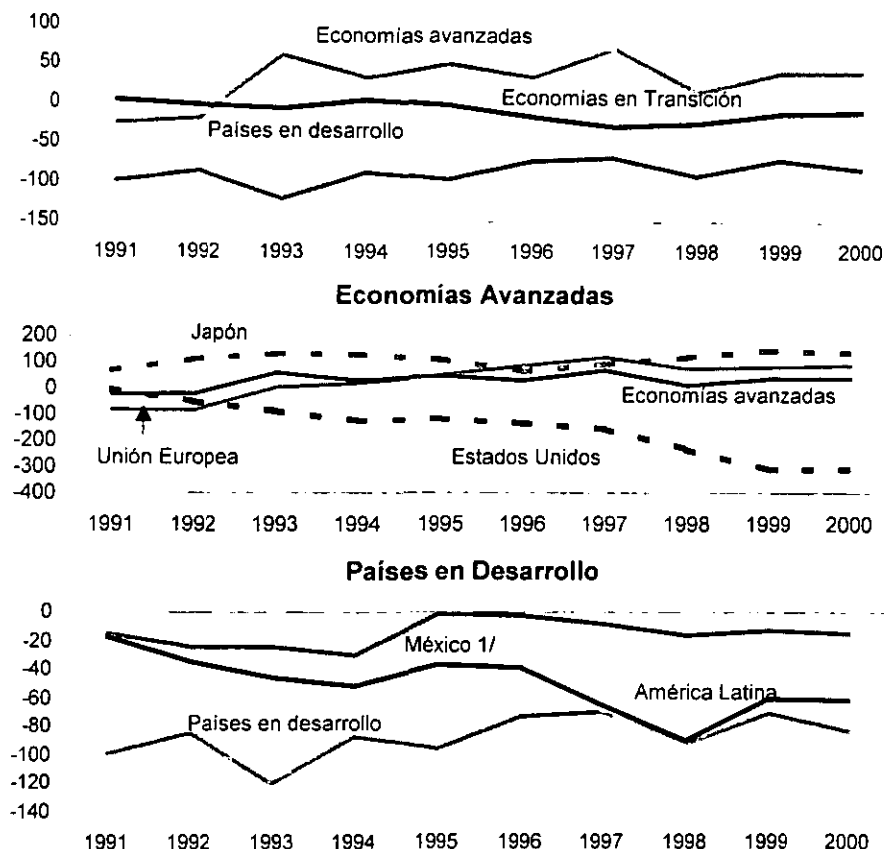 100
Economías avanzadas
50
0
Economías en Transición
Países en desarrollo
-50
-100
-150
1991 1992 1993 1994 1995 1996 1997 1998 1999 2000
Economías Avanzadas
200
Japón
100
0
Economías avanzadas
-100
-200
Unión Europea
Estados Unidos
-300
-400
1991 1992 1993 1994 1995 1996 1997 1998 1999 2000
Países en Desarrollo
0
-20
México 1/
-40
América Latina
-60
Países en desarrollo
-80
-100
-120
-140
1991 1992 1993 1994 1995 1996 1997 1998 1999 2000